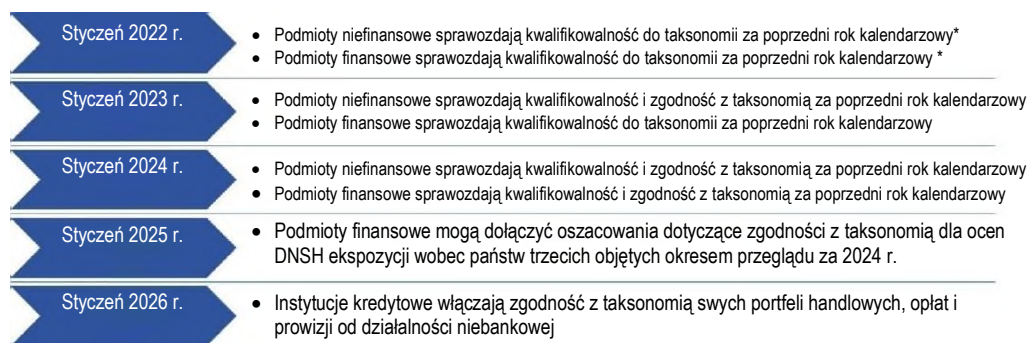 Styczeń 2022 r.
• Podmioty niefinansowe sprawozdają kwalifikowalność do taksonomii za poprzedni rok kalendarzowy*
• Podmioty finansowe sprawozdają kwalifikowalność do taksonomii za poprzedni rok kalendarzowy *
Styczeń 2023 r.
• Podmioty niefinansowe sprawozdają kwalifikowalność i zgodność z taksonomią za poprzedni rok kalendarzowy
• Podmioty finansowe sprawozdają kwalifikowalność do taksonomii za poprzedni rok kalendarzowy
Styczeń 2024 r.
• Podmioty niefinansowe sprawozdają kwalifikowalność i zgodność z taksonomią za poprzedni rok kalendarzowy
• Podmioty finansowe sprawozdają kwalifikowalność i zgodność z taksonomią za poprzedni rok kalendarzowy
Styczeń 2025 r.
• Podmioty finansowe mogą dołączyć oszacowania dotyczące zgodności z taksonomią dla ocen
DNSH ekspozycji wobec państw trzecich objętych okresem przeglądu za 2024 r.
Styczeń 2026 r.
• Instytucje kredytowe włączają zgodność z taksonomią swych portfeli handlowych, opłat i
prowizji od działalności niebankowej